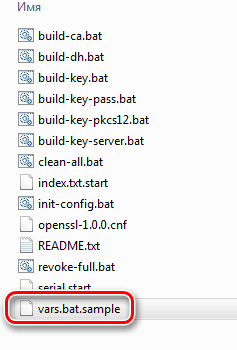 Имя
build-ca.bat
build-dh.bat
build-key.bat
build-key-pass.bat
build-key-pkcs12.bat
build-key-server.bat
clean-all.bat
index.txt.start
init-config.bat
openssl-1.0.0.cnf
README.txt
revoke-full.bat
serial.start
vars.bat.sample